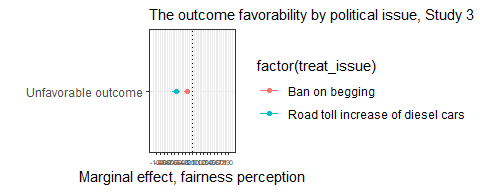 The outcome favorability by political issue, Study 3
factor(treat_issue)
Unfavorable outcome
Ban on begging
Road toll increase of diesel cars
Marginal effect, fairness perception